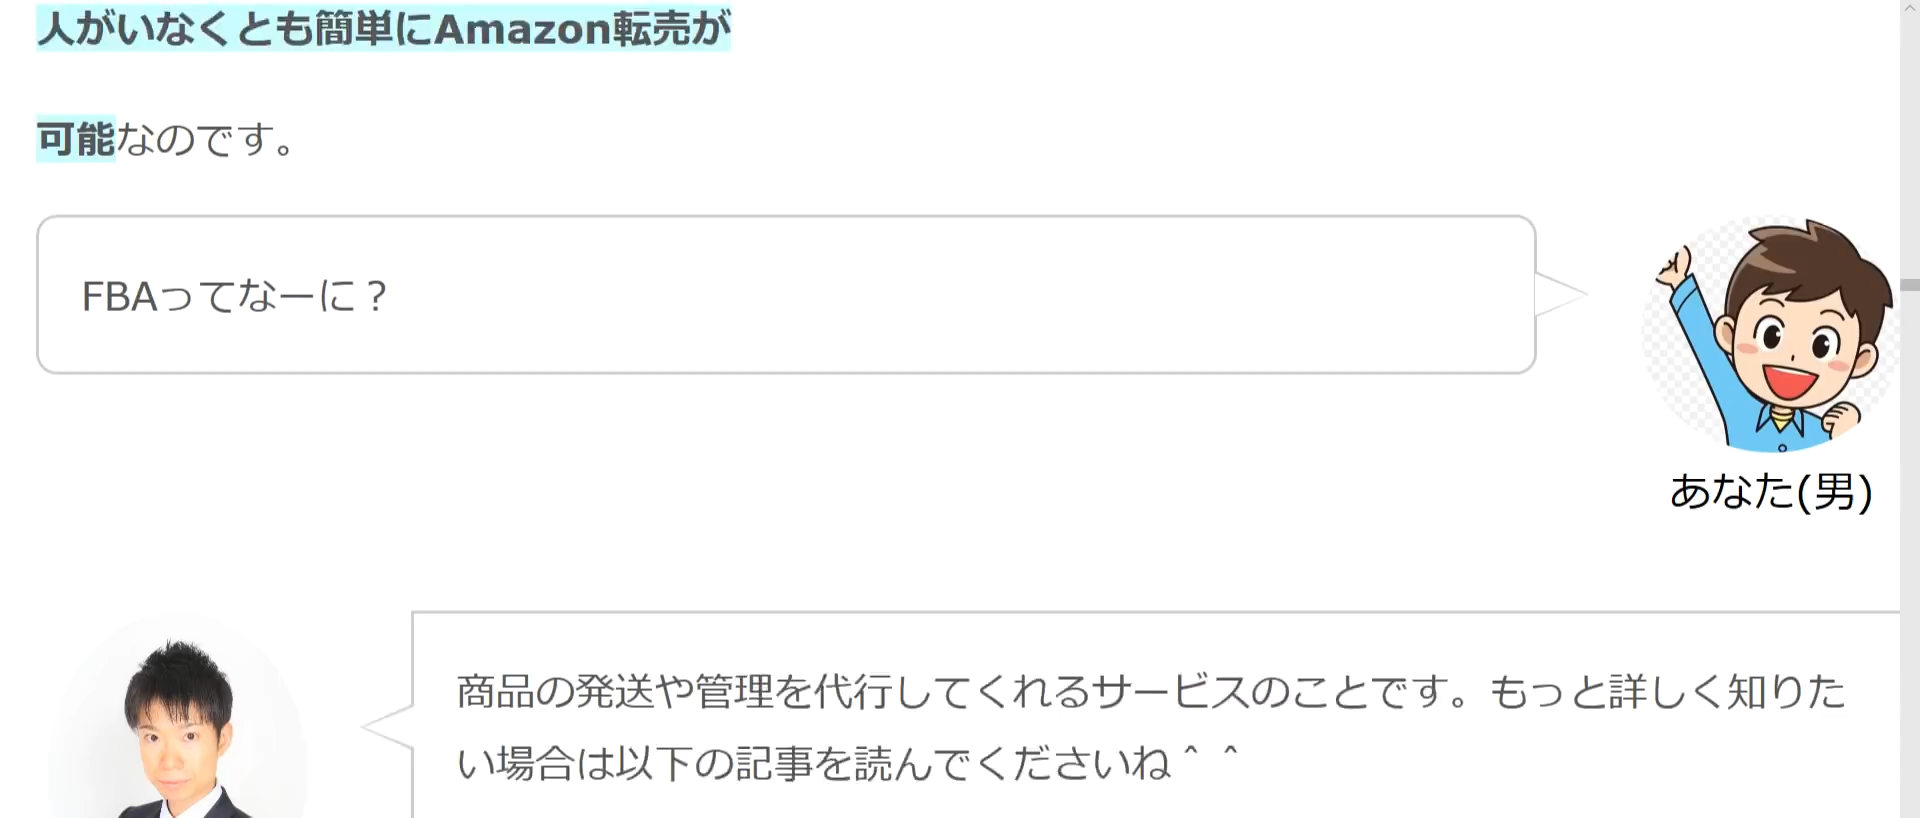 人がいなくとも簡単にAmazon転売が
可能なのです。
FBAってなーに？
あなた(男)
商品の発送や管理を代行してくれるサービスのことです。もっと詳しく知りた
い場合は以下の記事を読んでくださいね＾＾